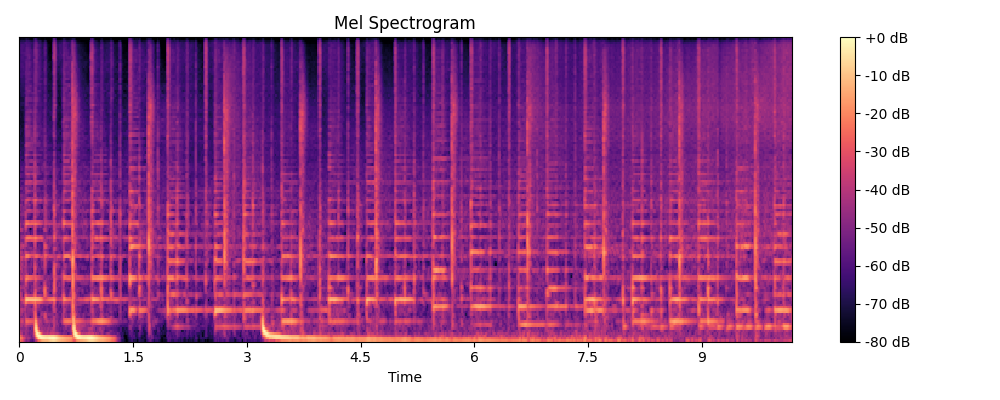 Mel Spectrogram
+0 dB
-10 dB
-20 dB
-30 dB
-40 dB
-50 dB
-60 dB
-70 dB
-80 dB
0 1.5 3 4.5 6 7.5 9
Time